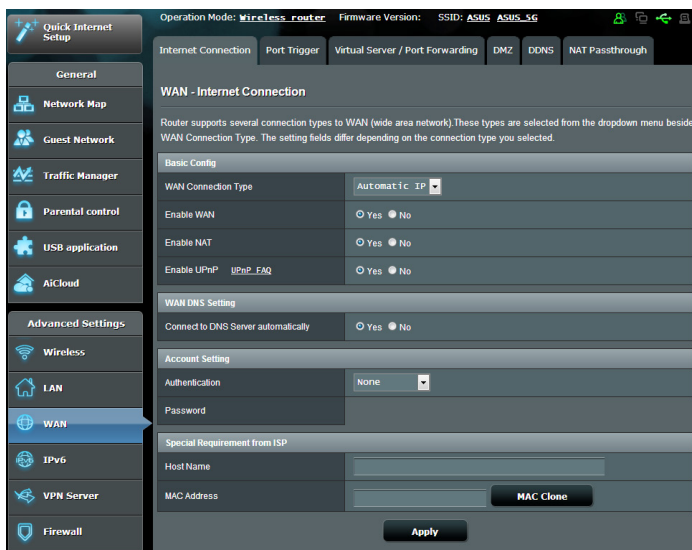 Operation Mode: Wireless router Firmware Version: SSID: ASUS ASUS_5G
Quick Internet Setup
Internet Connection Port Trigger Virtual Server / Port Forwarding DMZ DDNS NAT Passthrough
General
Network Map
Guest Network
Traffic Manager
Parental control
USB application
AiCloud
Advanced Settings
Wireless
LAN
WAN
IPv6
VPN Server
Firewall
WAN - Internet Connection
Router supports several connection types to WAN (wide area network).These types are selected from the dropdown menu beside
WAN Connection Type. The setting fields differ depending on the connection type you selected.
Basic Config
WAN Connection Type Automatic IP
Enable WAN Yes No
Enable NAT Yes No
Enable UPnP UPnP FAQ Yes No
WAN DNS Setting
Connect to DNS Server automatically Yes No
Account Setting
Authentication None
Password
Special Requirement from ISP
Host Name
MAC Address MAC Clone
Apply